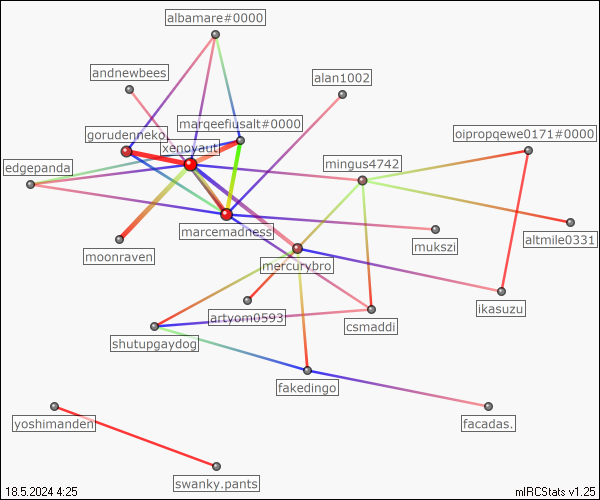 albamare#0000
andnewbees
alan1002
marqeefiusalt#0000
gorudenneko
oipropqewe0171#0000
xenovaut
mingus4742
edgepanda
marcemadness
altmile0331
mukszi
moonraven
mercurybro
ikasuzu
artyom0593
csmaddi
shutupgaydog
fakedingo
yoshimanden
facadas.
swanky.pants
18.5.2024 4:25
mIRCStats v1.25